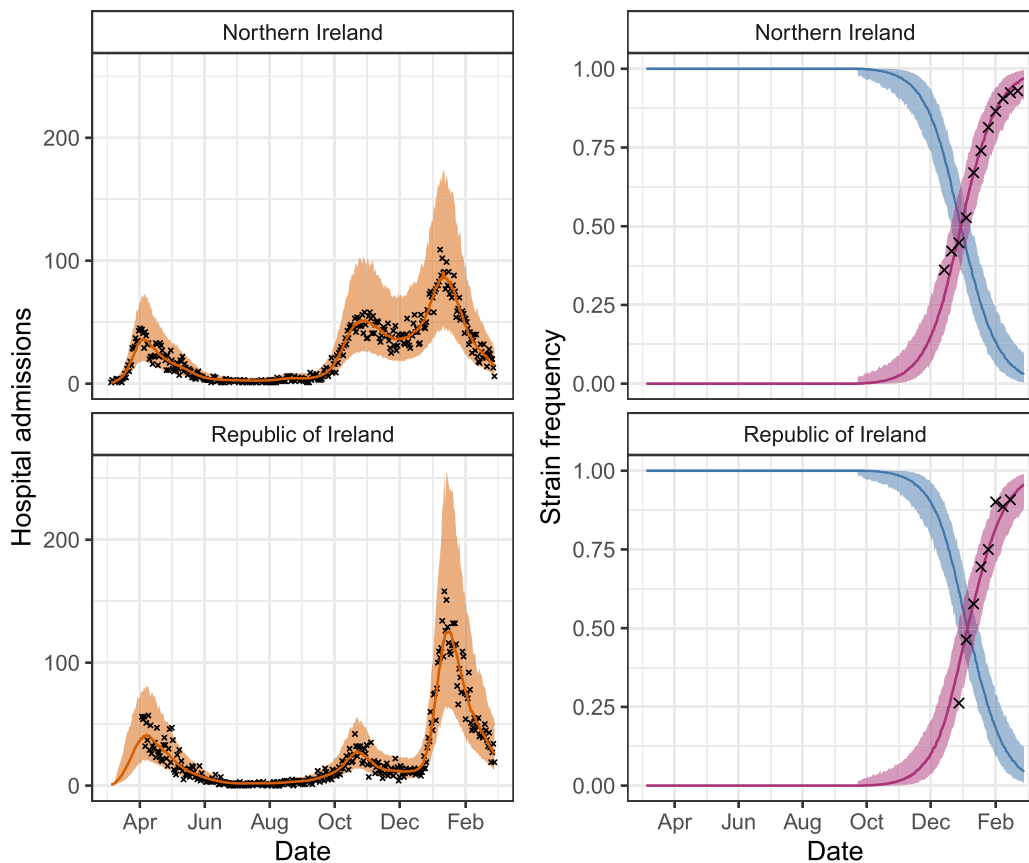 Northern Ireland
200
100
0
Republic of Ireland
200
100
0
Apr Jun Aug Oct Dec Feb
Date
Hospital admissions
Northern Ireland
1.00
0.75
0.50
0.25
0.00
Republic of Ireland
1.00
0.75
0.50
0.25
0.00
Apr Jun Aug Oct Dec Feb
Date
Strain frequency